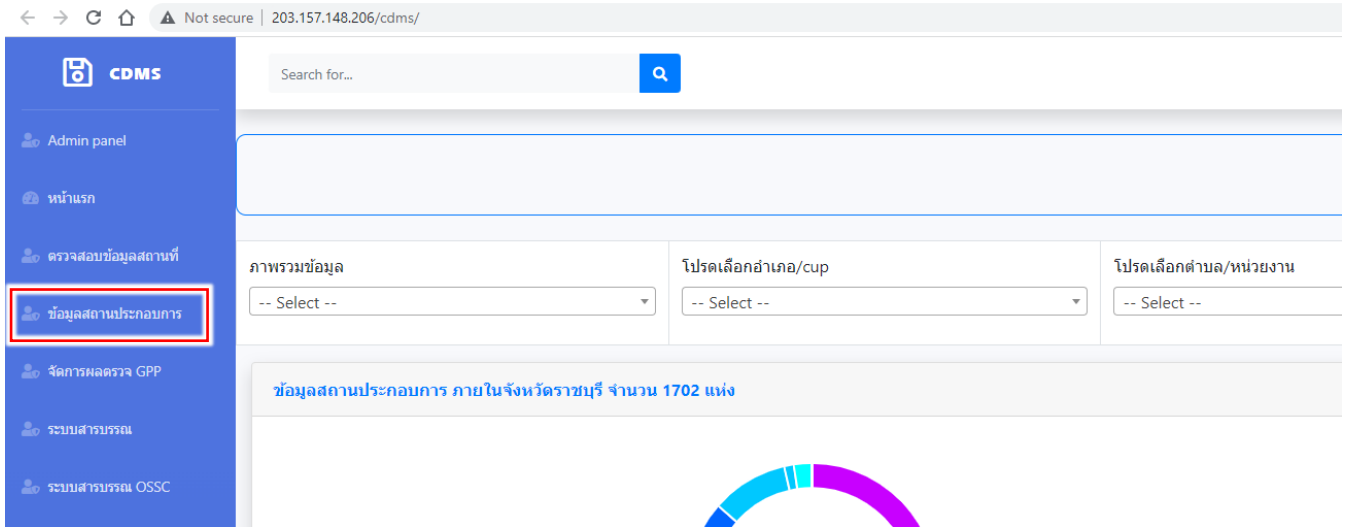 Not secure | 203.157.148.206/cdms/
CDMS
Search for...
Admin panel
หน้าแรก
ตรวจสอบข้อมูลสถานที่
ข้อมูลสถานประกอบการ
จัดการผลตรวจ GPP
ระบบสารบรรณ
ระบบสารบรรณ OSSC
ภาพรวมข้อมูล
-- Select --
โปรดเลือกอำเภอ/cup
-- Select --
โปรดเลือกตำบล/หน่วยงาน
-- Select --
ข้อมูลสถานประกอบการ ภายในจังหวัดราชบุรี จำนวน 1702 แห่ง